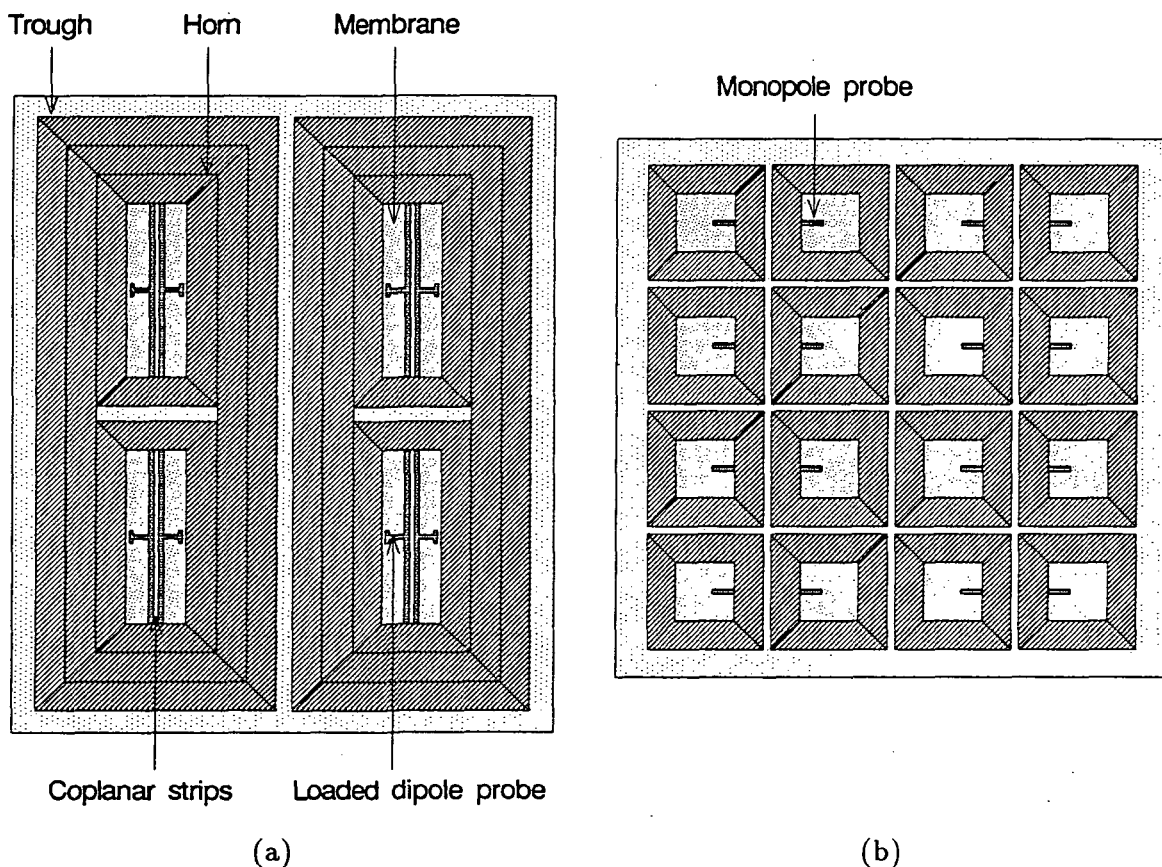 Trough
Horn
Membrane
Monopole probe
Coplanar strips
Loaded dipole probe
(a)
(b)